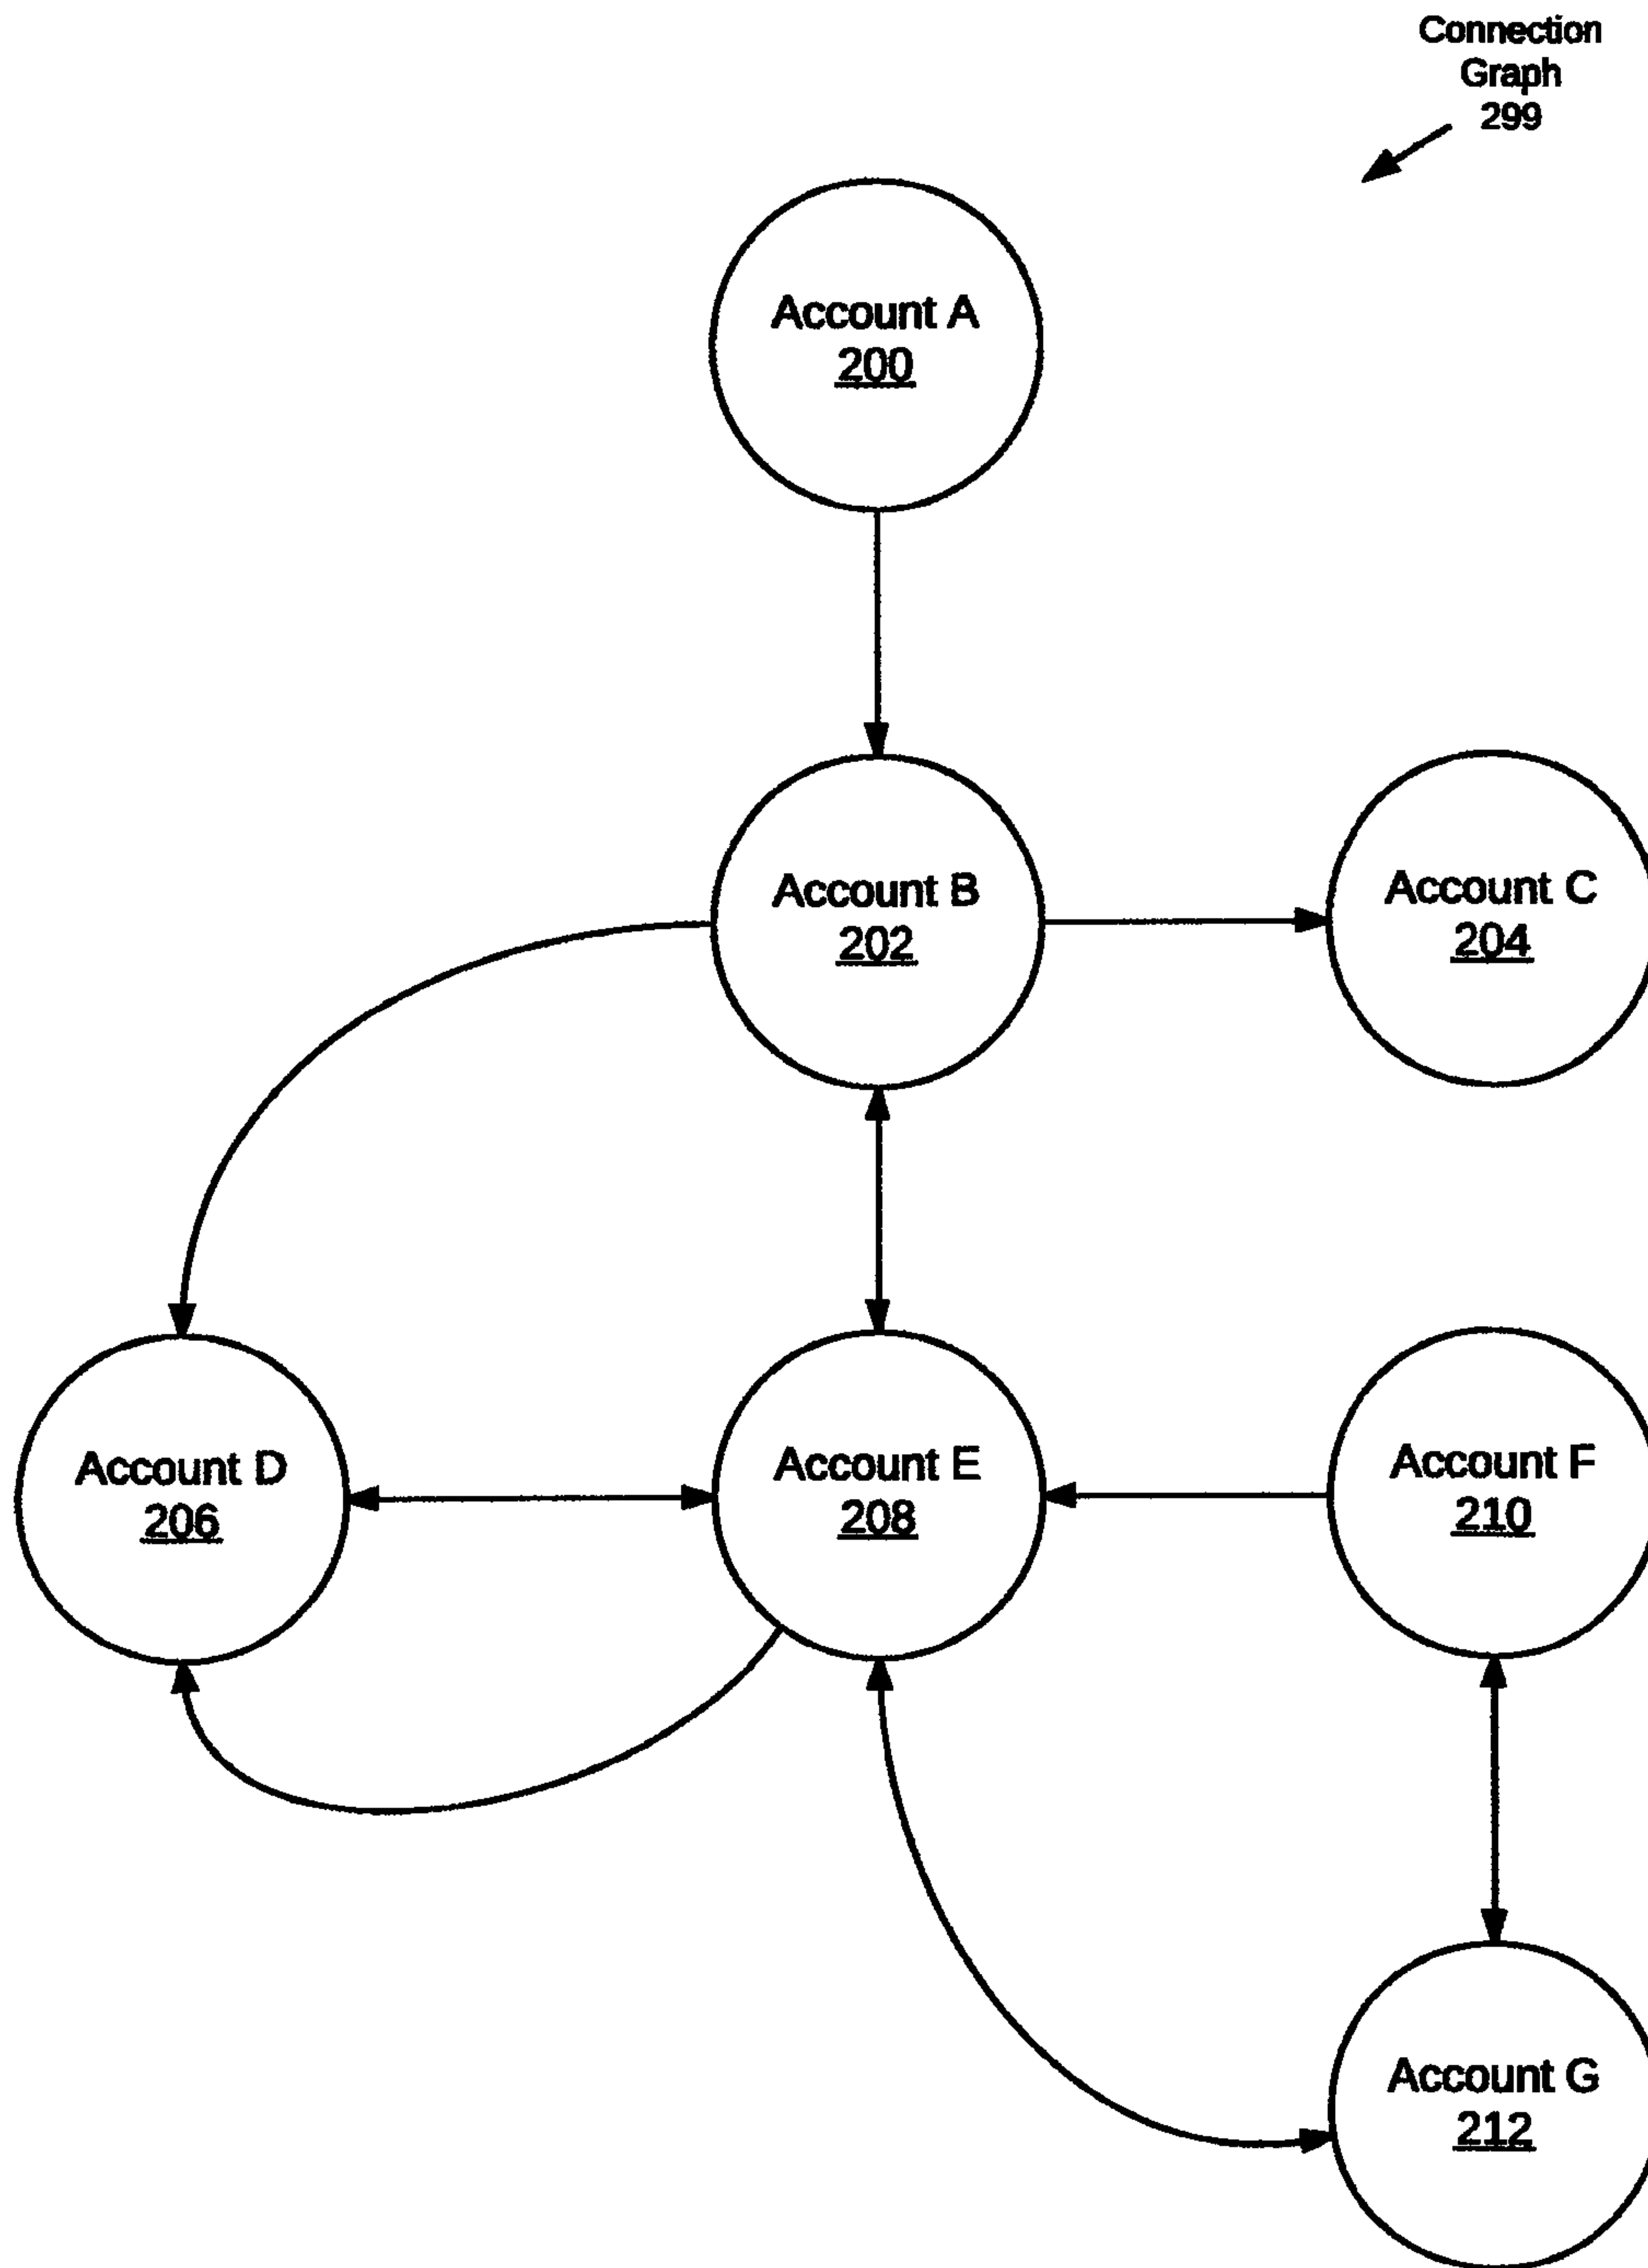 Connection
Graph
299
Account A
200
Account B
202
Account C
204
Account D
206
Account E
208
Account F
210
Account G
212